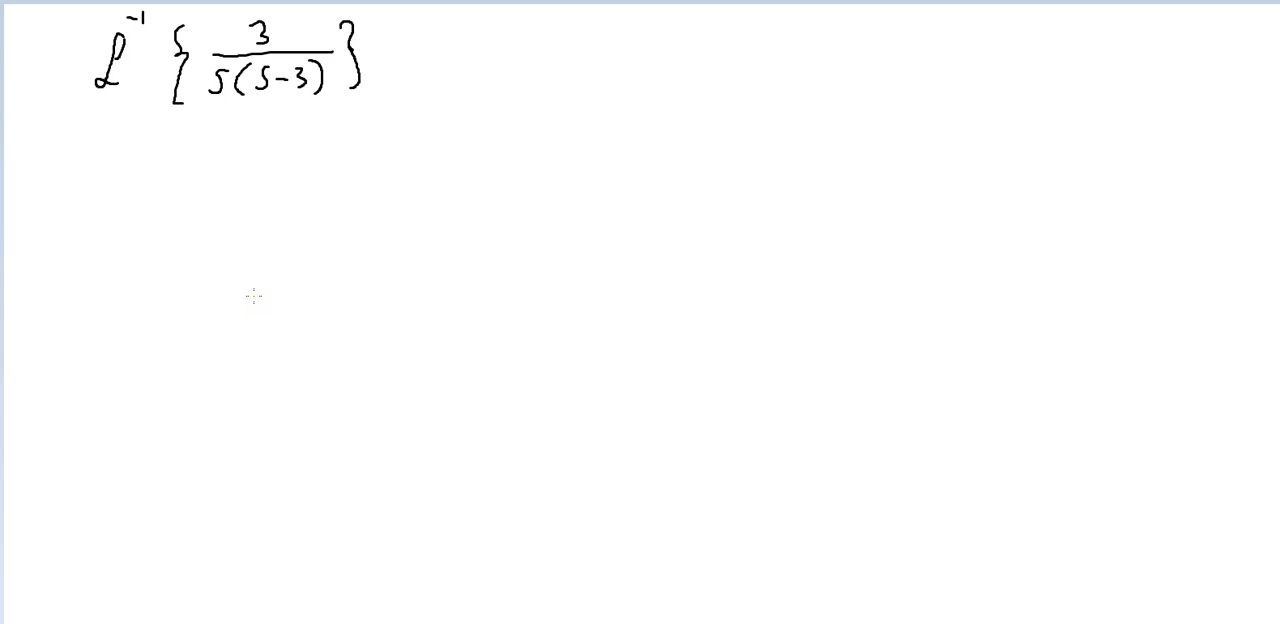 ℒ⁻¹ { 3 / s(s-3) }